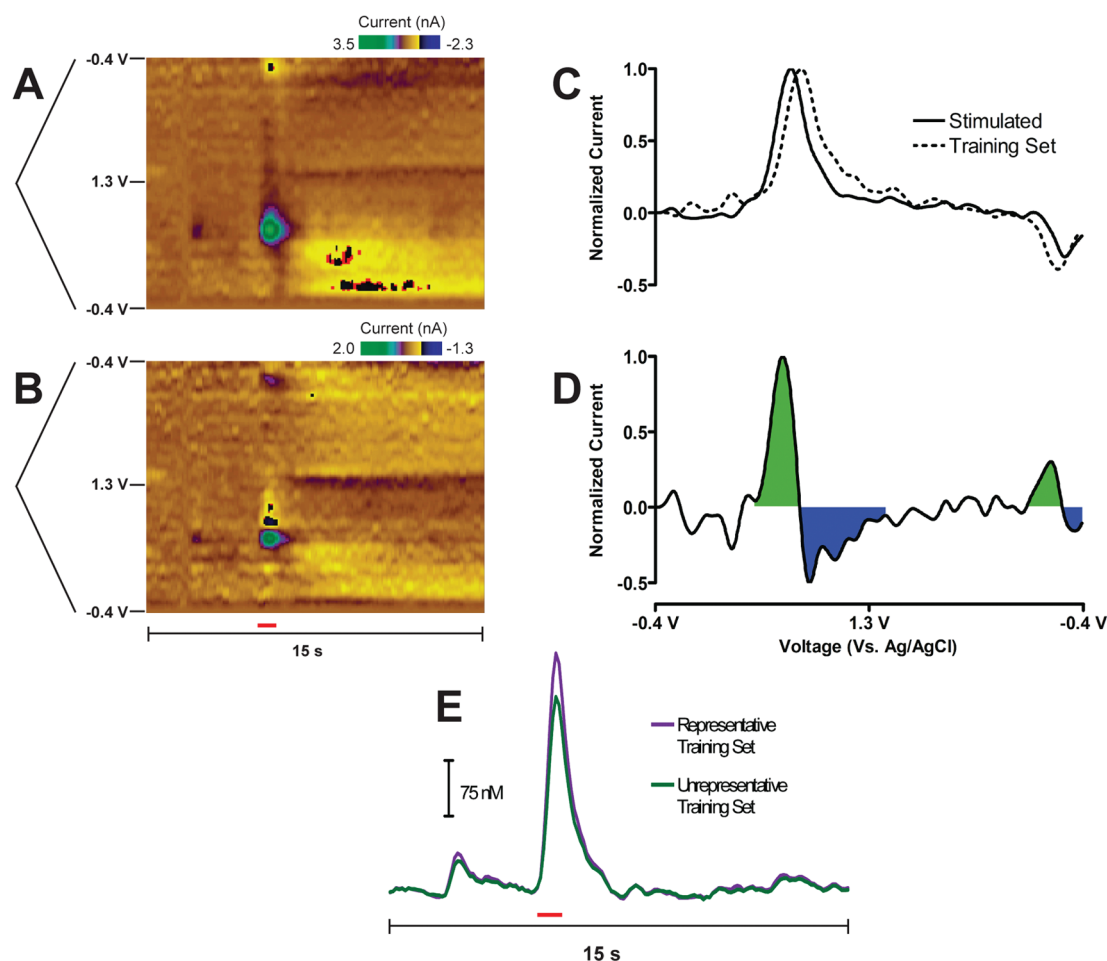 A
Current (nA)
3.5 -2.3
-0.4 V
1.3 V
-0.4 V
B
Current (nA)
2.0 -1.3
-0.4 V
1.3 V
-0.4 V
15 s
C
Normalized Current
1.0
0.5
0.0
-0.5
Stimulated
Training Set
D
Normalized Current
1.0
0.5
0.0
-0.5
-0.4 V 1.3 V -0.4 V
Voltage (Vs. Ag/AgCl)
E
75 nM
Representative
Training Set
Unrepresentative
Training Set
15 s